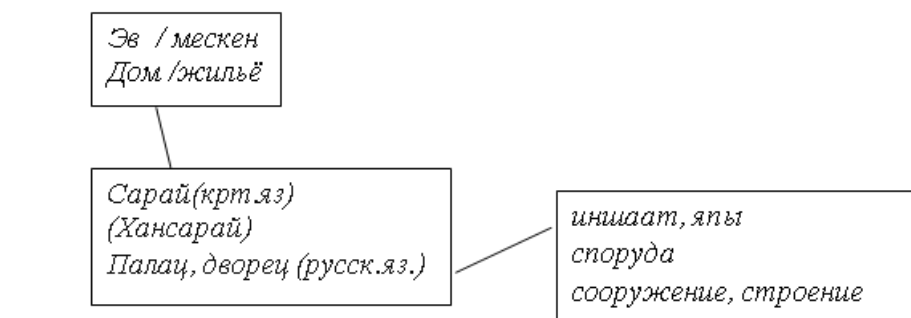 Эв / мескен
Дом /жильё
Сарай(крт.яз)
(Хансарай)
Палац, дворец (русск.яз.)
иншаат, япы
споруда
сооружение, строение